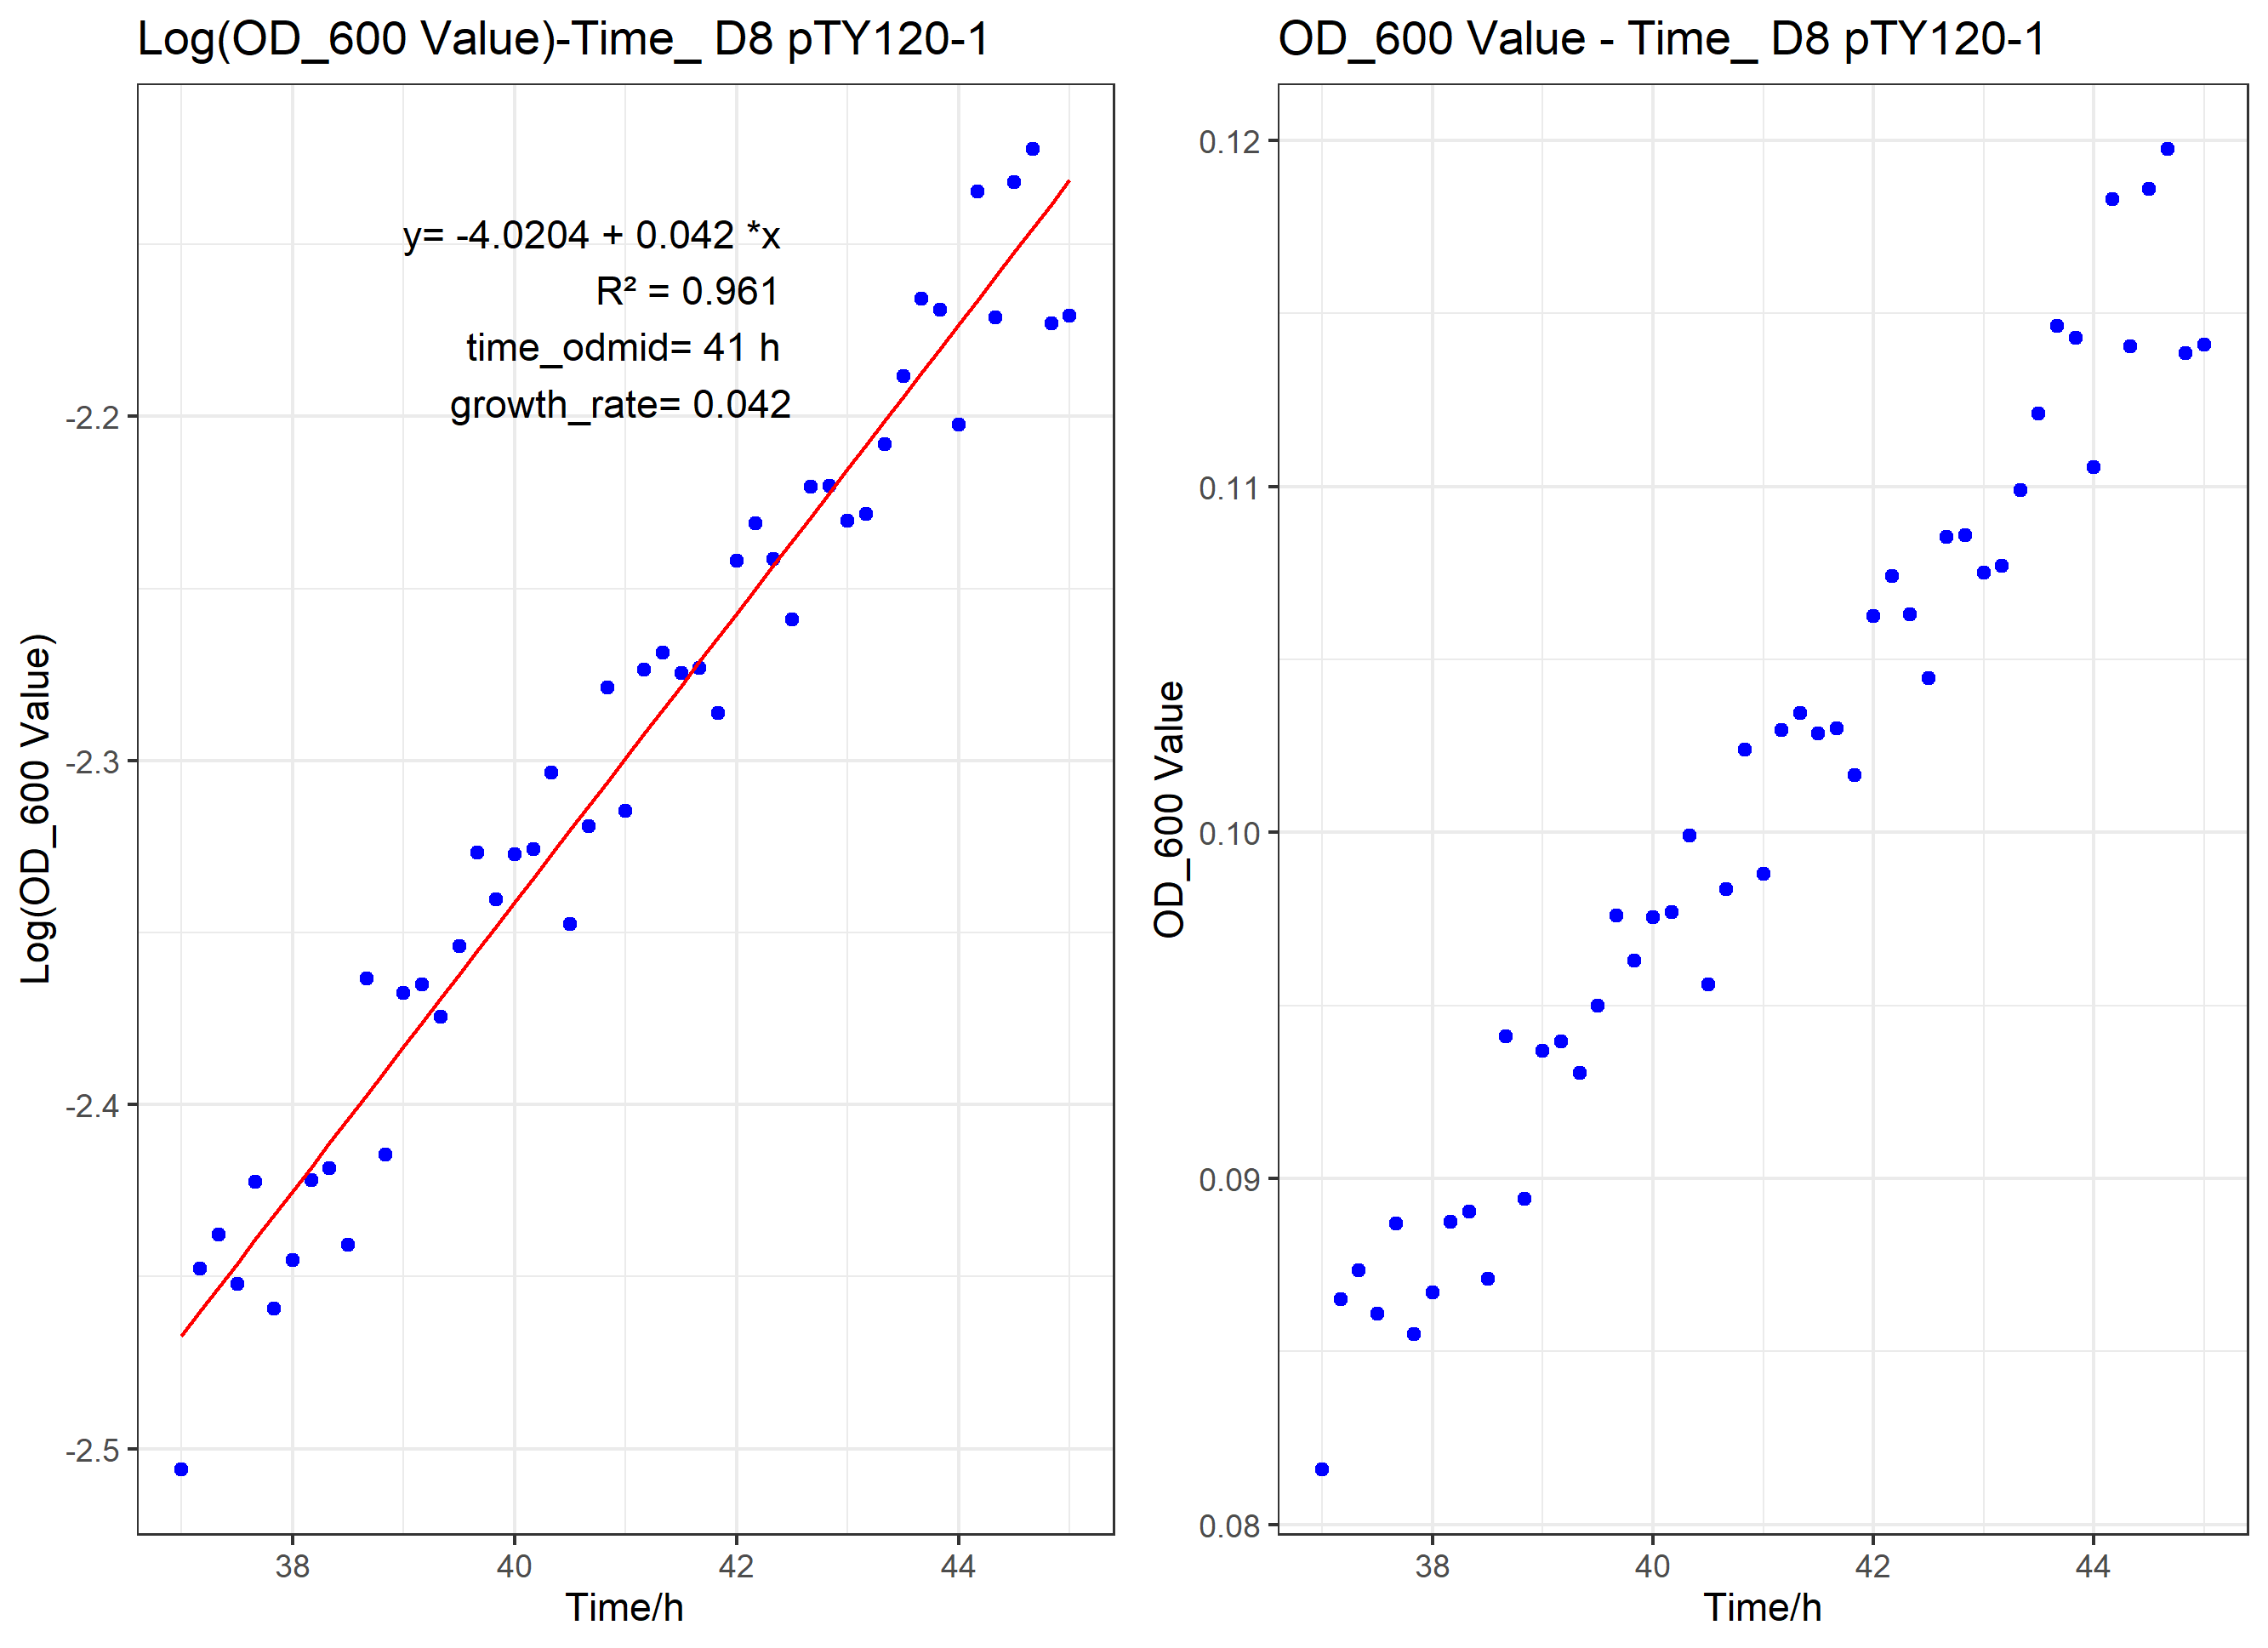 Log(OD_600 Value)-Time_ D8 pTY120-1
y= -4.0204 + 0.042 *x
R² = 0.961
time_odmid= 41 h
growth_rate= 0.042
-2.2
-2.3
-2.4
-2.5
Log(OD_600 Value)
38 40 42 44
Time/h
OD_600 Value - Time_ D8 pTY120-1
0.12
0.11
0.10
0.09
0.08
OD_600 Value
38 40 42 44
Time/h